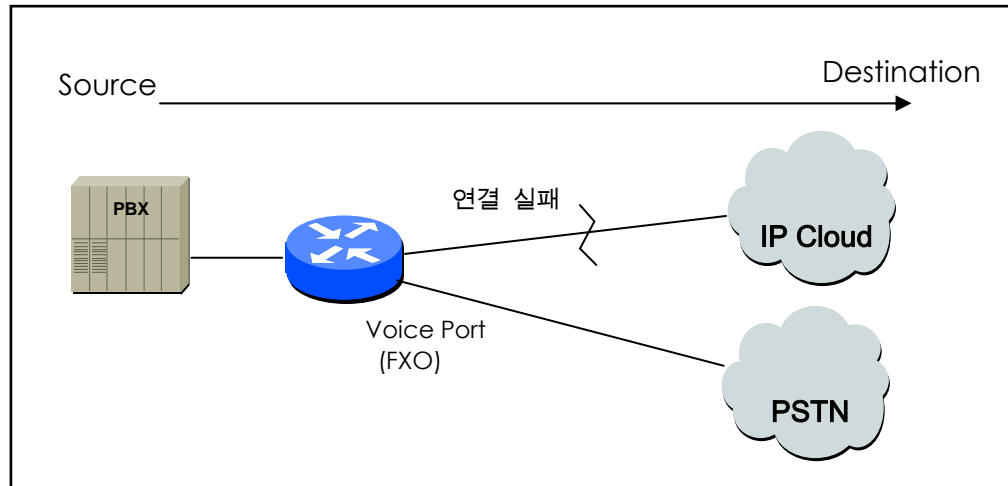 Source
Destination
PBX
연결 실패
IP Cloud
Voice Port
(FXO)
PSTN